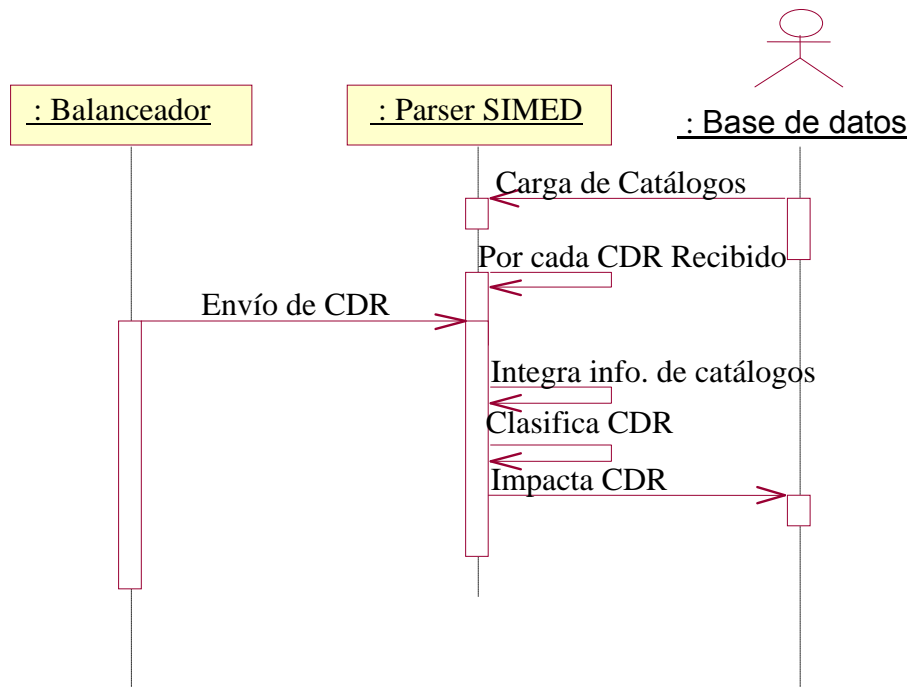 : Balanceador
: Parser SIMED
: Base de datos
Carga de Catálogos
Por cada CDR Recibido
Envío de CDR
Integra info. de catálogos
Clasifica CDR
Impacta CDR